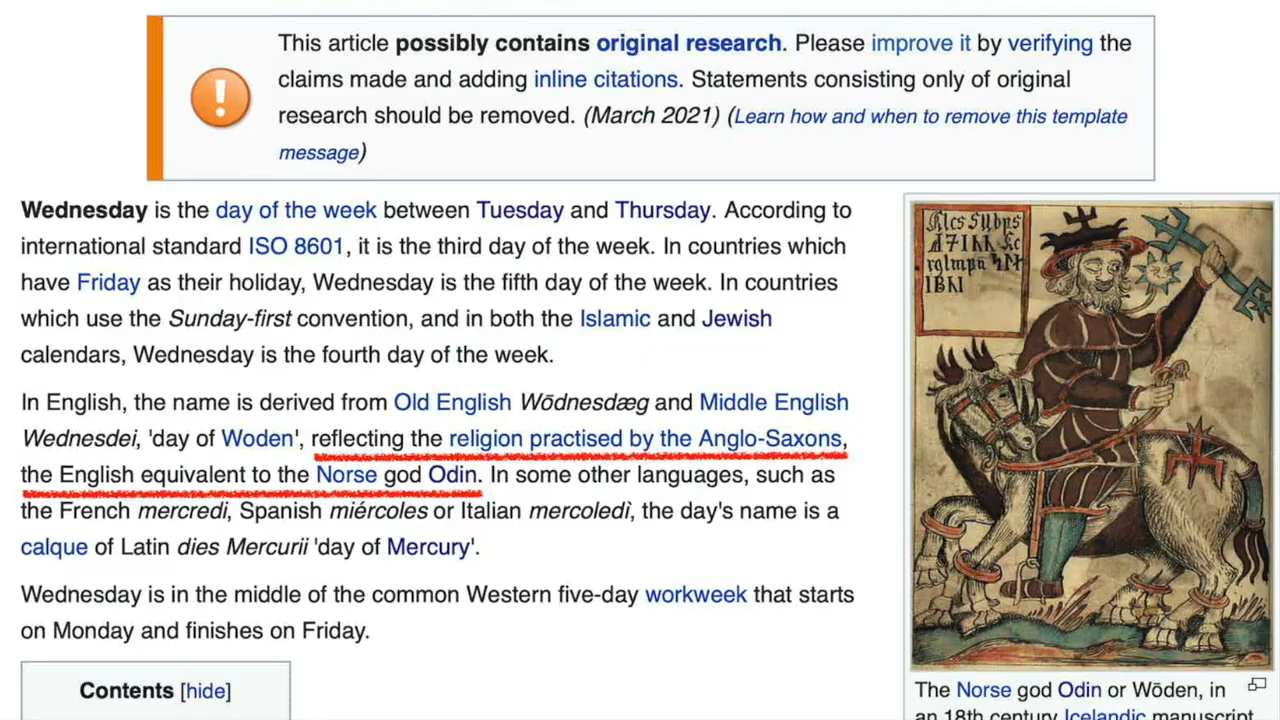 This article possibly contains original research. Please improve it by verifying the
claims made and adding inline citations. Statements consisting only of original
research should be removed. (March 2021) (Learn how and when to remove this template
message)
Wednesday is the day of the week between Tuesday and Thursday. According to
international standard ISO 8601, it is the third day of the week. In countries which
have Friday as their holiday, Wednesday is the fifth day of the week. In countries
which use the Sunday-first convention, and in both the Islamic and Jewish
calendars, Wednesday is the fourth day of the week.
In English, the name is derived from Old English Wōdnesdæg and Middle English
Wednesdei, 'day of Woden', reflecting the religion practised by the Anglo-Saxons,
the English equivalent to the Norse god Odin. In some other languages, such as
the French mercredi, Spanish miércoles or Italian mercoledì, the day's name is a
calque of Latin dies Mercurii 'day of Mercury'.
Wednesday is in the middle of the common Western five-day workweek that starts
on Monday and finishes on Friday.
Contents [hide]
The Norse god Odin or Wōden, in
an 18th century Icelandic manuscript